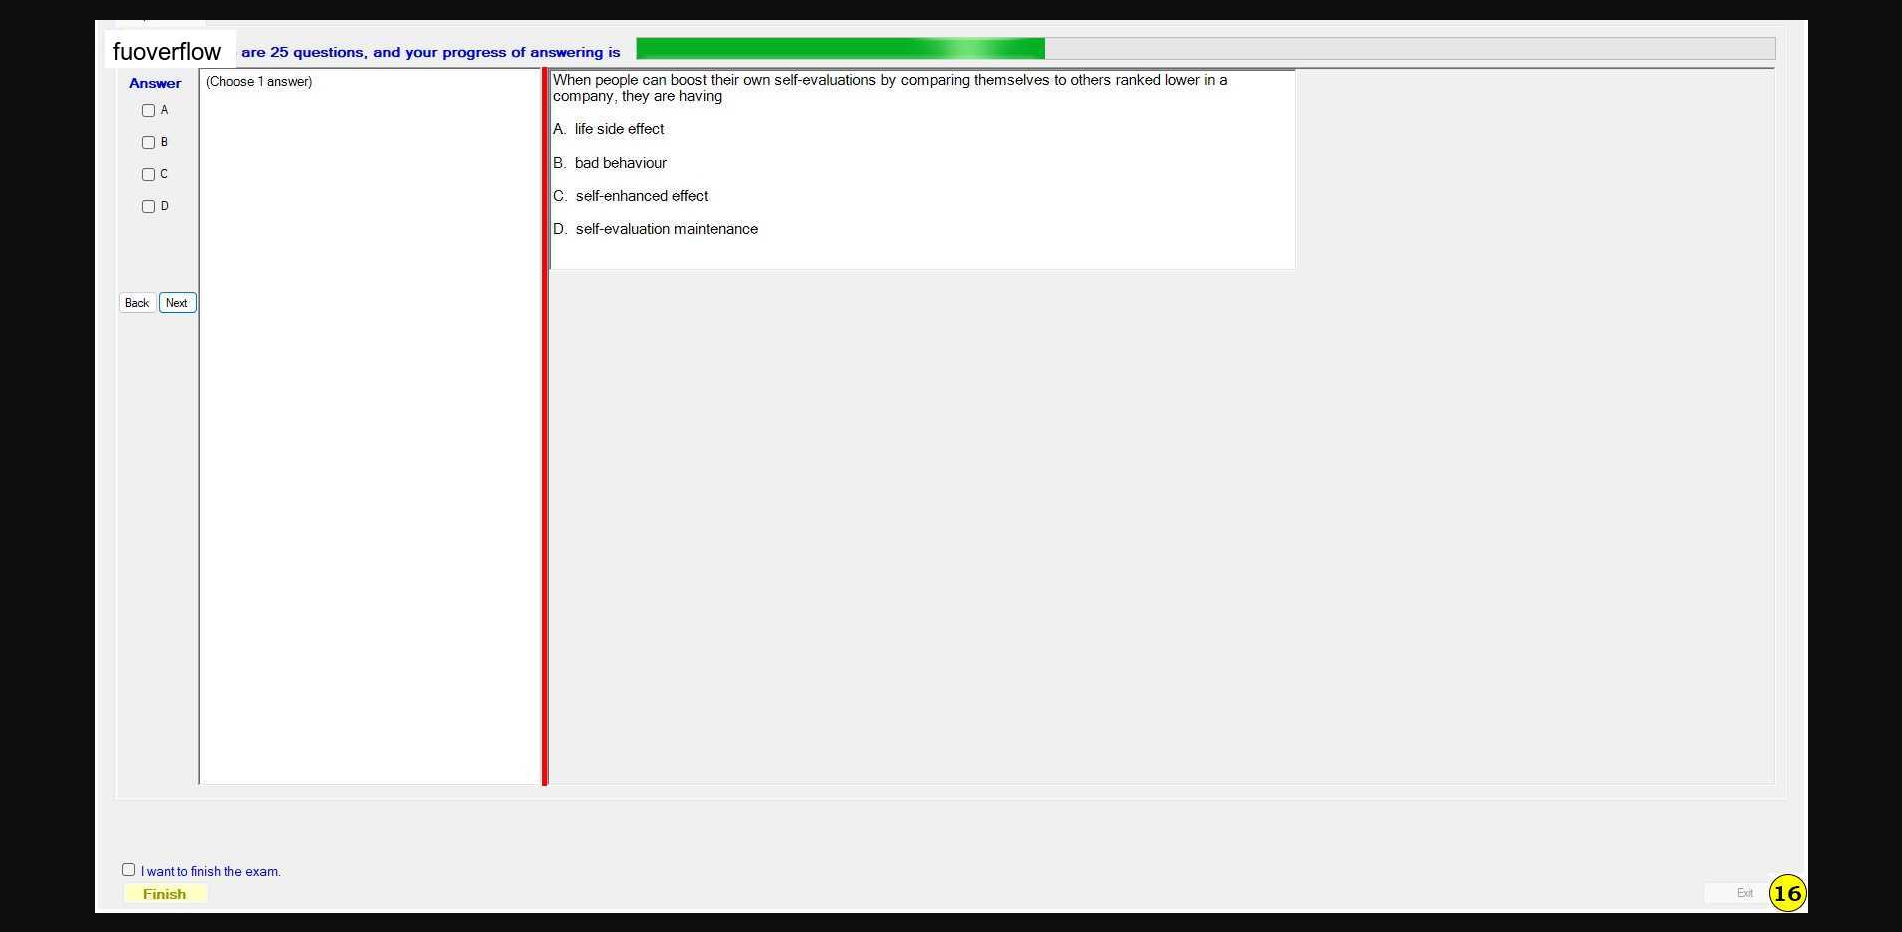 fuoverflow are 25 questions, and your progress of answering is
Answer
(Choose 1 answer)
A
B
C
D
Back Next
When people can boost their own self-evaluations by comparing themselves to others ranked lower in a
company, they are having
A. life side effect
B. bad behaviour
C. self-enhanced effect
D. self-evaluation maintenance
I want to finish the exam.
Finish
Exit
16